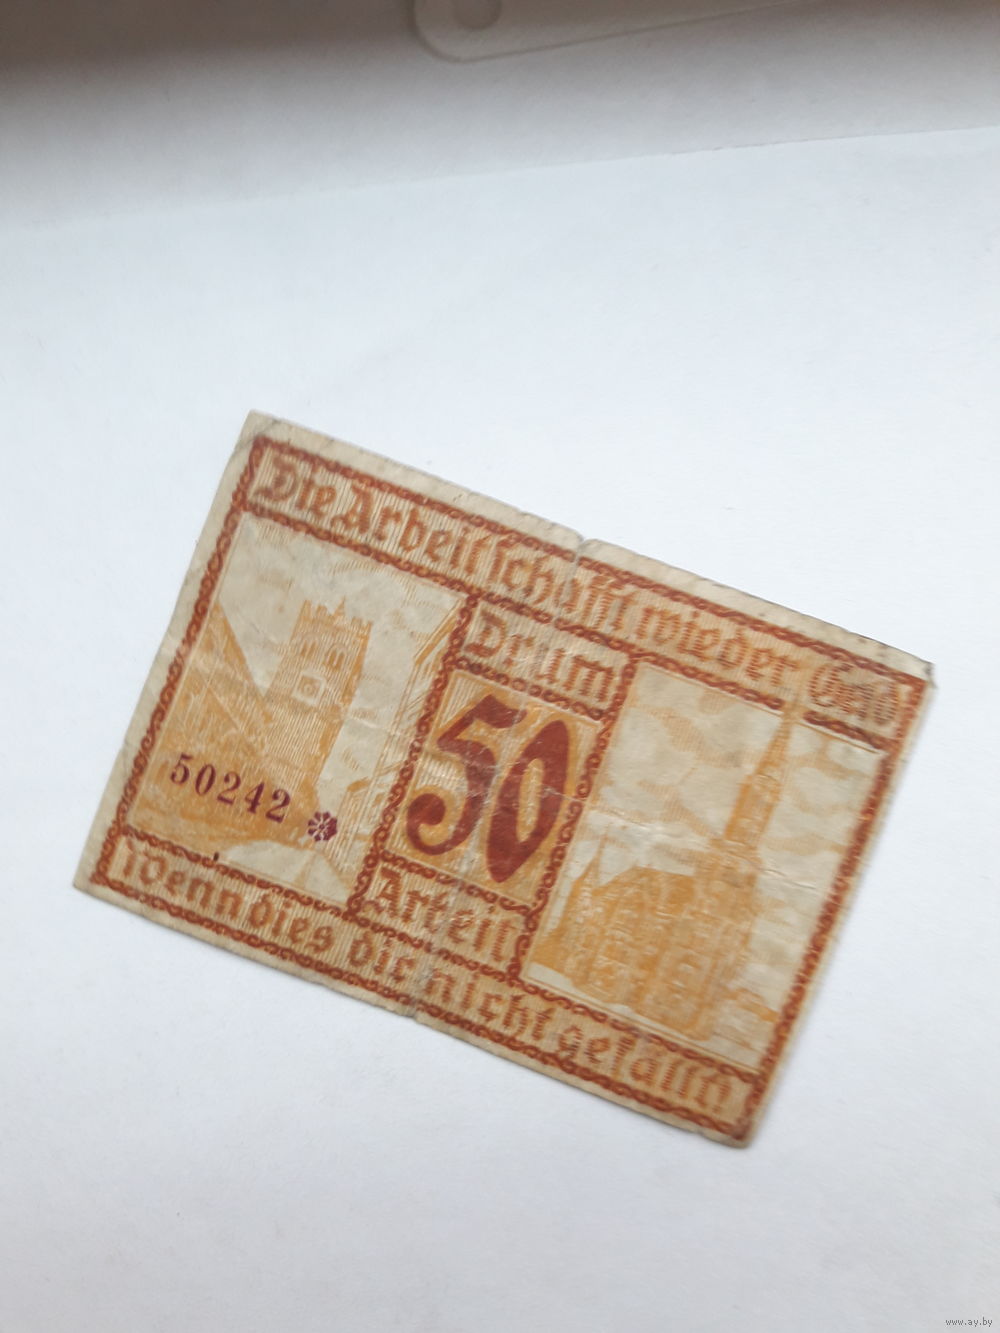 Die Arbeit schafft wieder Geld
Drum
50
Arbeit
50242
Wenn dies dir nicht gefällt
www.ay.by